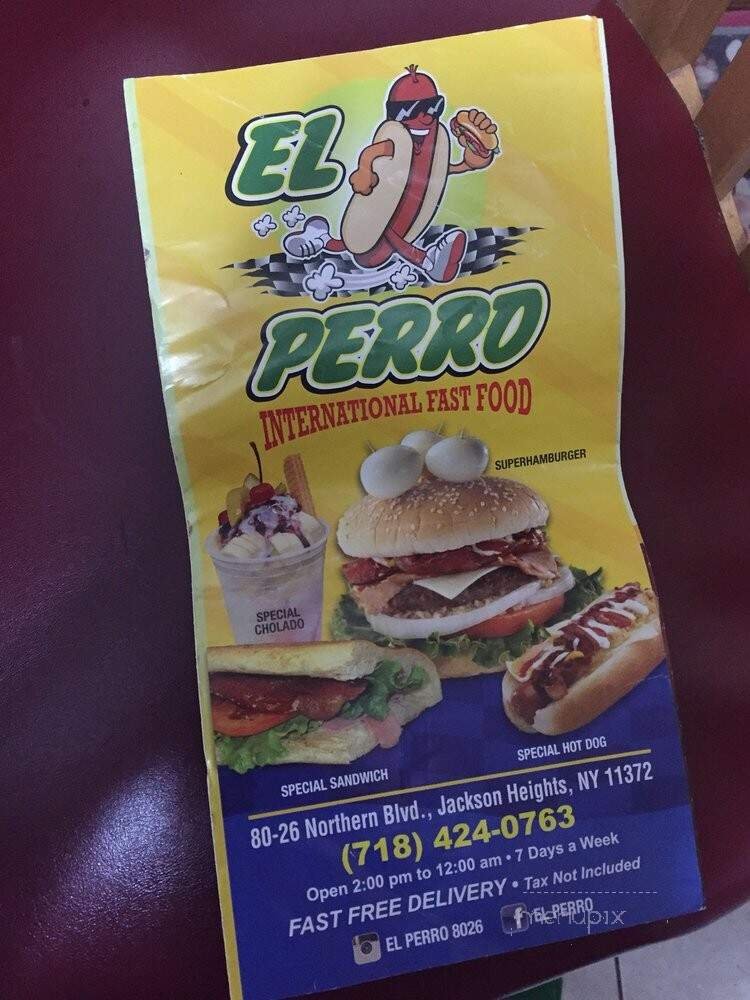 EL
PERRO
INTERNATIONAL FAST FOOD
SUPERHAMBURGER
SPECIAL
CHOLADO
SPECIAL SANDWICH
SPECIAL HOT DOG
80-26 Northern Blvd., Jackson Heights, NY 11372
(718) 424-0763
Open 2:00 pm to 12:00 am • 7 Days a Week
FAST FREE DELIVERY • Tax Not Included
EL PERRO 8026
f EL PERRO
menupix